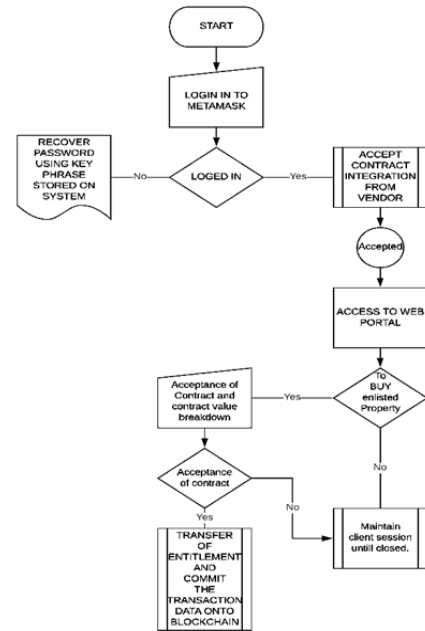 START
LOGIN IN TO
METAMASK
RECOVER
PASSWORD
USING KEY
PHRASE
STORED ON
SYSTEM
No
LOGED IN
Yes
ACCEPT
CONTRACT
INTEGRATION
FROM
VENDOR
Accepted
ACCESS TO WEB
PORTAL
To
BUY
enlisted
Property
Yes
Acceptance of
Contract and
contract value
breakdown
No
Acceptance
of contract
No
Yes
Maintain
client session
untill closed.
TRANSFER
OF
ENTITLEMENT
AND
COMMIT
THE
TRANSACTION
DATA ONTO
BLOCKCHAIN